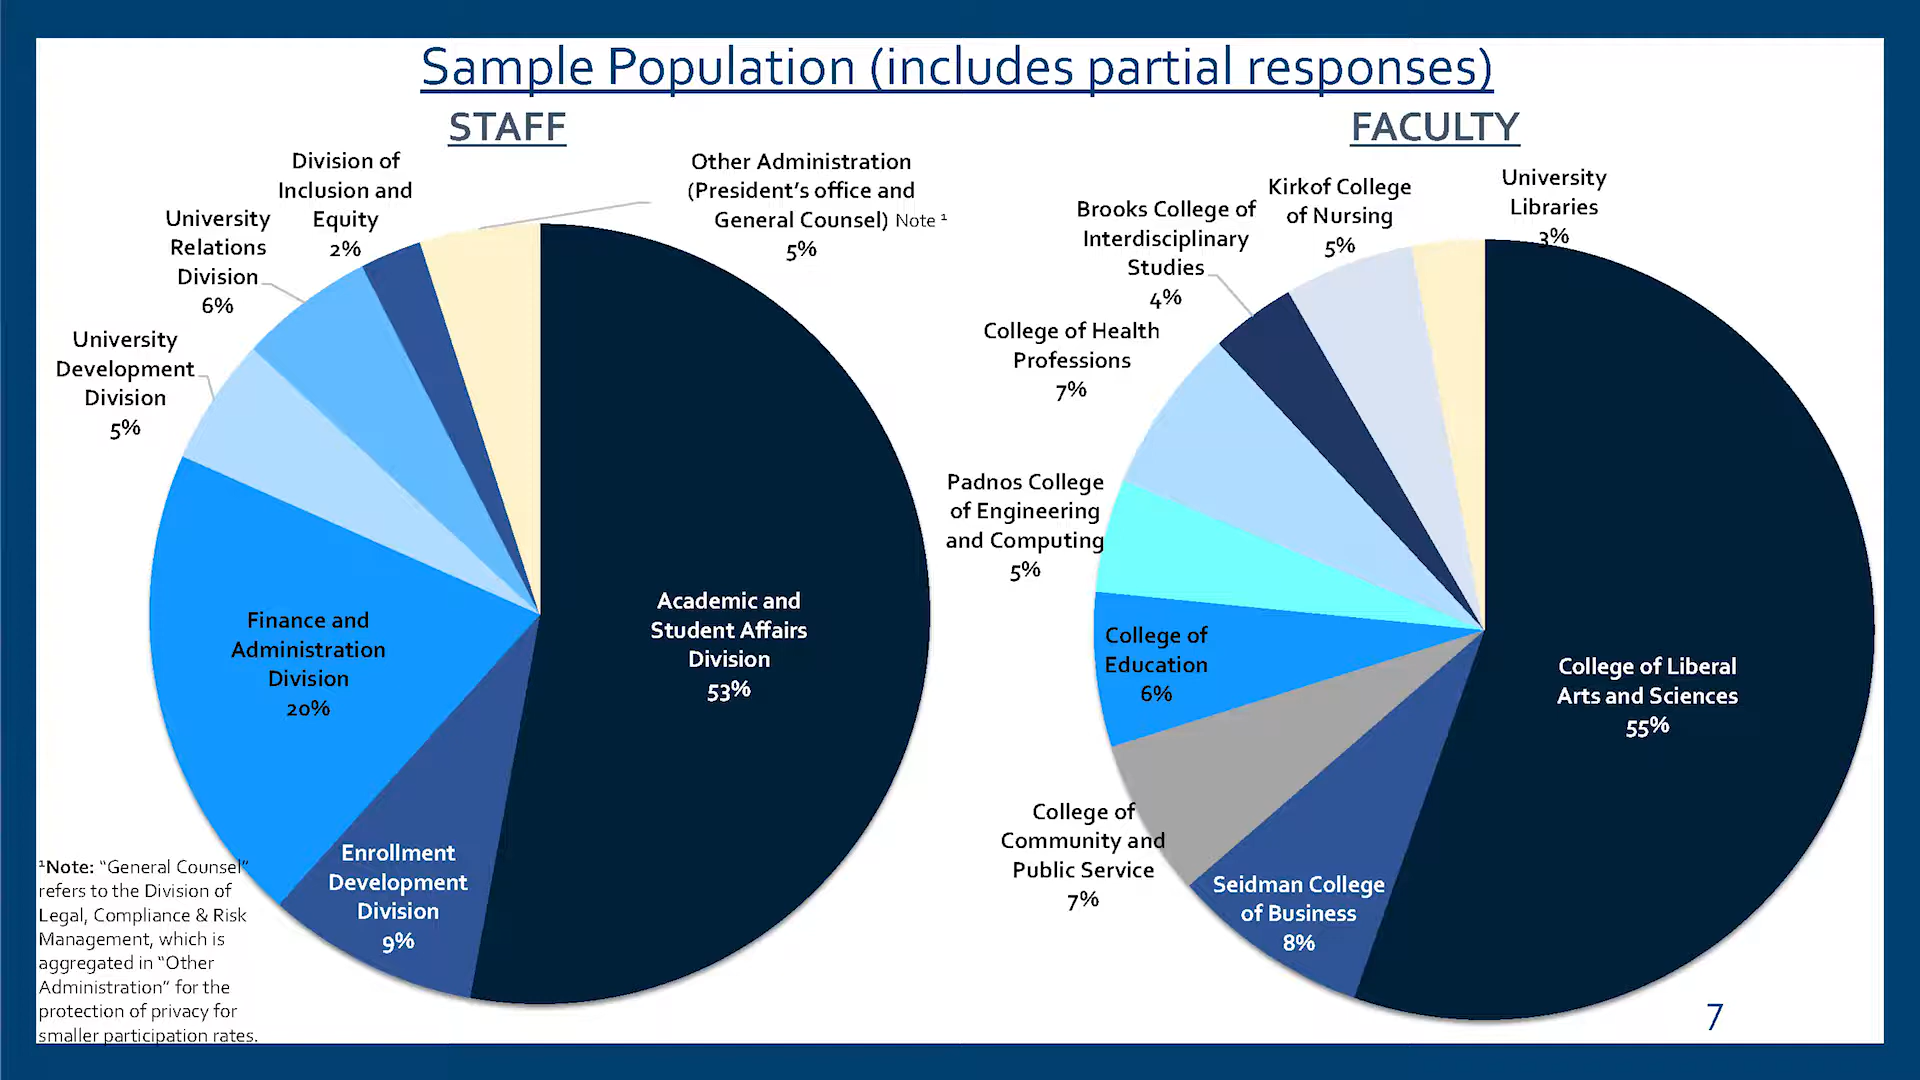 Sample Population (includes partial responses)
STAFF
Division of
Inclusion and
Equity
2%
Other Administration
(President's office and
General Counsel) Note ¹
5%
University
Relations
Division
6%
University
Development
Division
5%
Finance and
Administration
Division
20%
Academic and
Student Affairs
Division
53%
Enrollment
Development
Division
9%
¹Note: “General Counsel”
refers to the Division of
Legal, Compliance & Risk
Management, which is
aggregated in “Other
Administration” for the
protection of privacy for
smaller participation rates.
FACULTY
University
Libraries
3%
Kirkof College
of Nursing
5%
Brooks College of
Interdisciplinary
Studies
4%
College of Health
Professions
7%
Padnos College
of Engineering
and Computing
5%
College of
Education
6%
College of Liberal
Arts and Sciences
55%
College of
Community and
Public Service
7%
Seidman College
of Business
8%
7